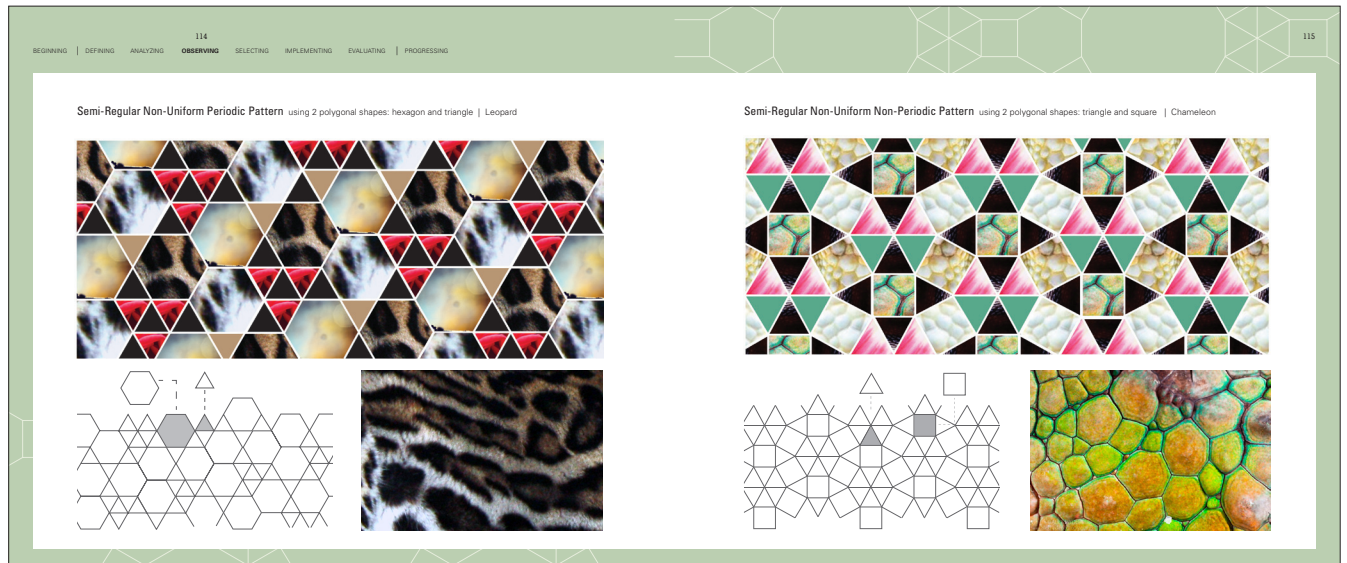 114
BEGINNING | DEFINING ANALYZING OBSERVING SELECTING IMPLEMENTING EVALUATING | PROGRESSING
115
Semi-Regular Non-Uniform Periodic Pattern using 2 polygonal shapes: hexagon and triangle | Leopard
Semi-Regular Non-Uniform Non-Periodic Pattern using 2 polygonal shapes: triangle and square | Chameleon